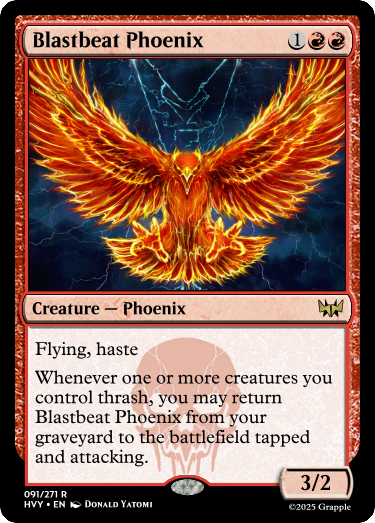 Blastbeat Phoenix 1
Creature — Phoenix
Flying, haste
Whenever one or more creatures you
control thrash, you may return
Blastbeat Phoenix from your
graveyard to the battlefield tapped
and attacking.
3/2
091/271 R
HVY • EN Donald Yatomi
©2025 Grapple